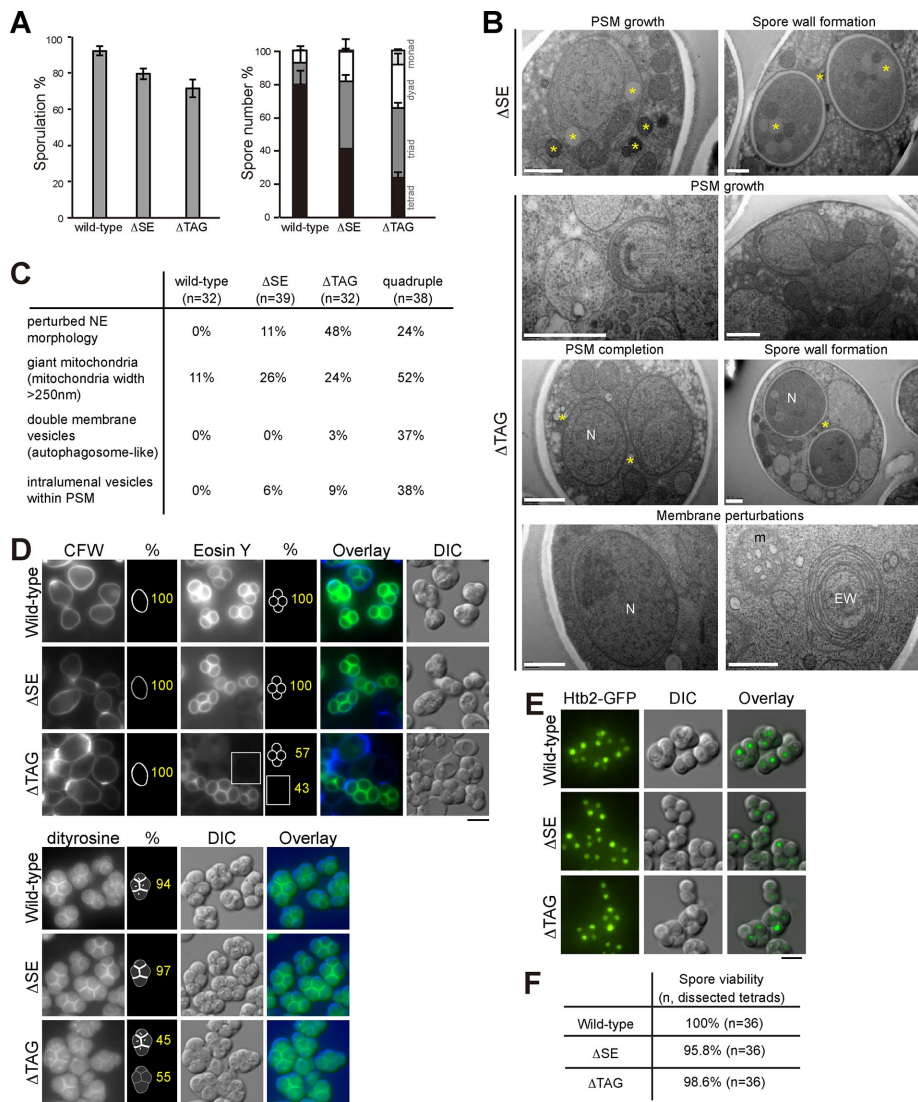 A
Sporulation %
100
80
60
40
20
0
wild-type
ΔSE
ΔTAG
Spore number %
100
80
60
40
20
0
wild-type
ΔSE
ΔTAG
monad
dyad
triad
tetrad
B
PSM growth
Spore wall formation
ΔSE
* * * * *
* * *
PSM growth
ΔTAG
PSM completion
Spore wall formation
* N *
N *
Membrane perturbations
N
m
EW
C
wild-type (n=32) ΔSE (n=39) ΔTAG (n=32) quadruple (n=38)
perturbed NE morphology 0% 11% 48% 24%
giant mitochondria (mitochondria width >250nm) 11% 26% 24% 52%
double membrane vesicles (autophagosome-like) 0% 0% 3% 37%
intralumenal vesicles within PSM 0% 6% 9% 38%
D
CFW % Eosin Y % Overlay DIC
Wild-type 100 100
ΔSE 100 100
ΔTAG 100 57
43
dityrosine % DIC Overlay
Wild-type 94
ΔSE 97
ΔTAG 45
55
E
Htb2-GFP DIC Overlay
Wild-type
ΔSE
ΔTAG
F
Spore viability
(n, dissected tetrads)
Wild-type 100% (n=36)
ΔSE 95.8% (n=36)
ΔTAG 98.6% (n=36)